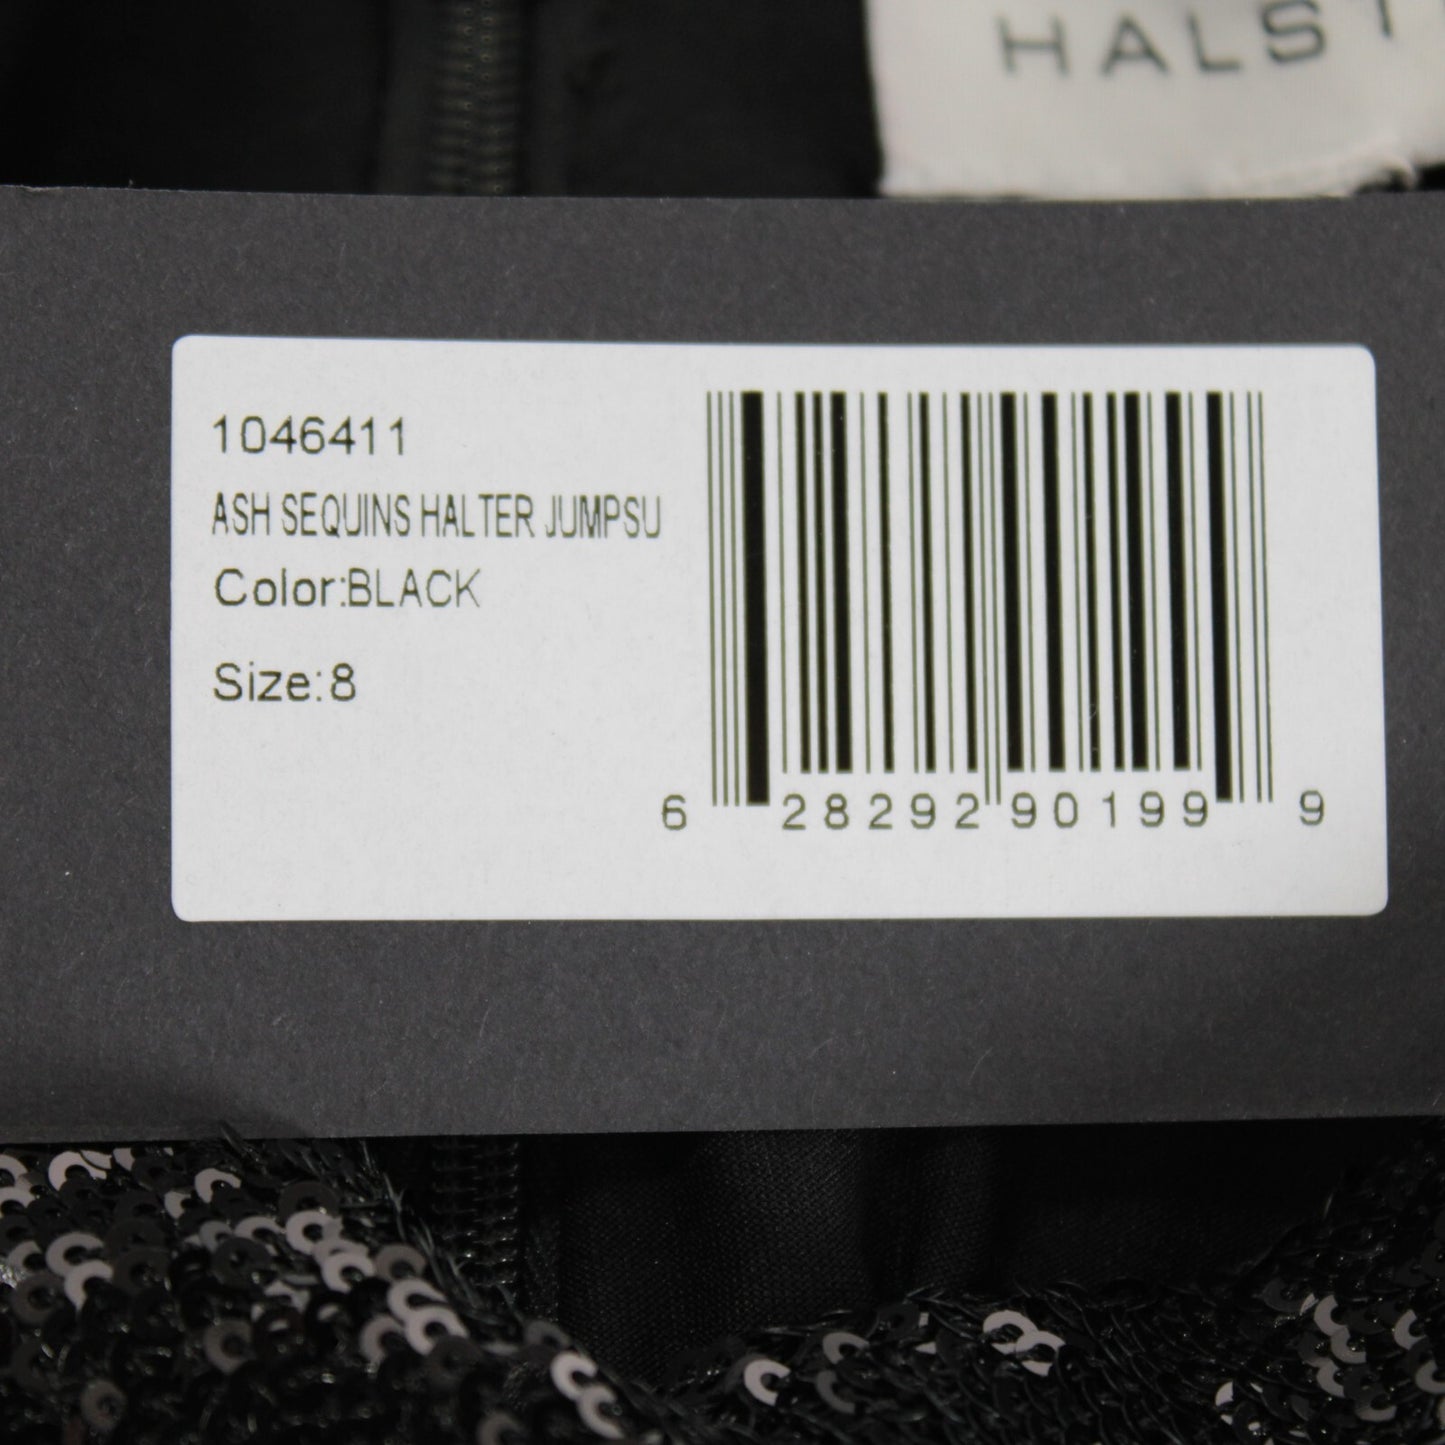 HALST
1046411
ASH SEQUINS HALTER JUMPSU
Color:BLACK
Size:8
6 28292 90199 9